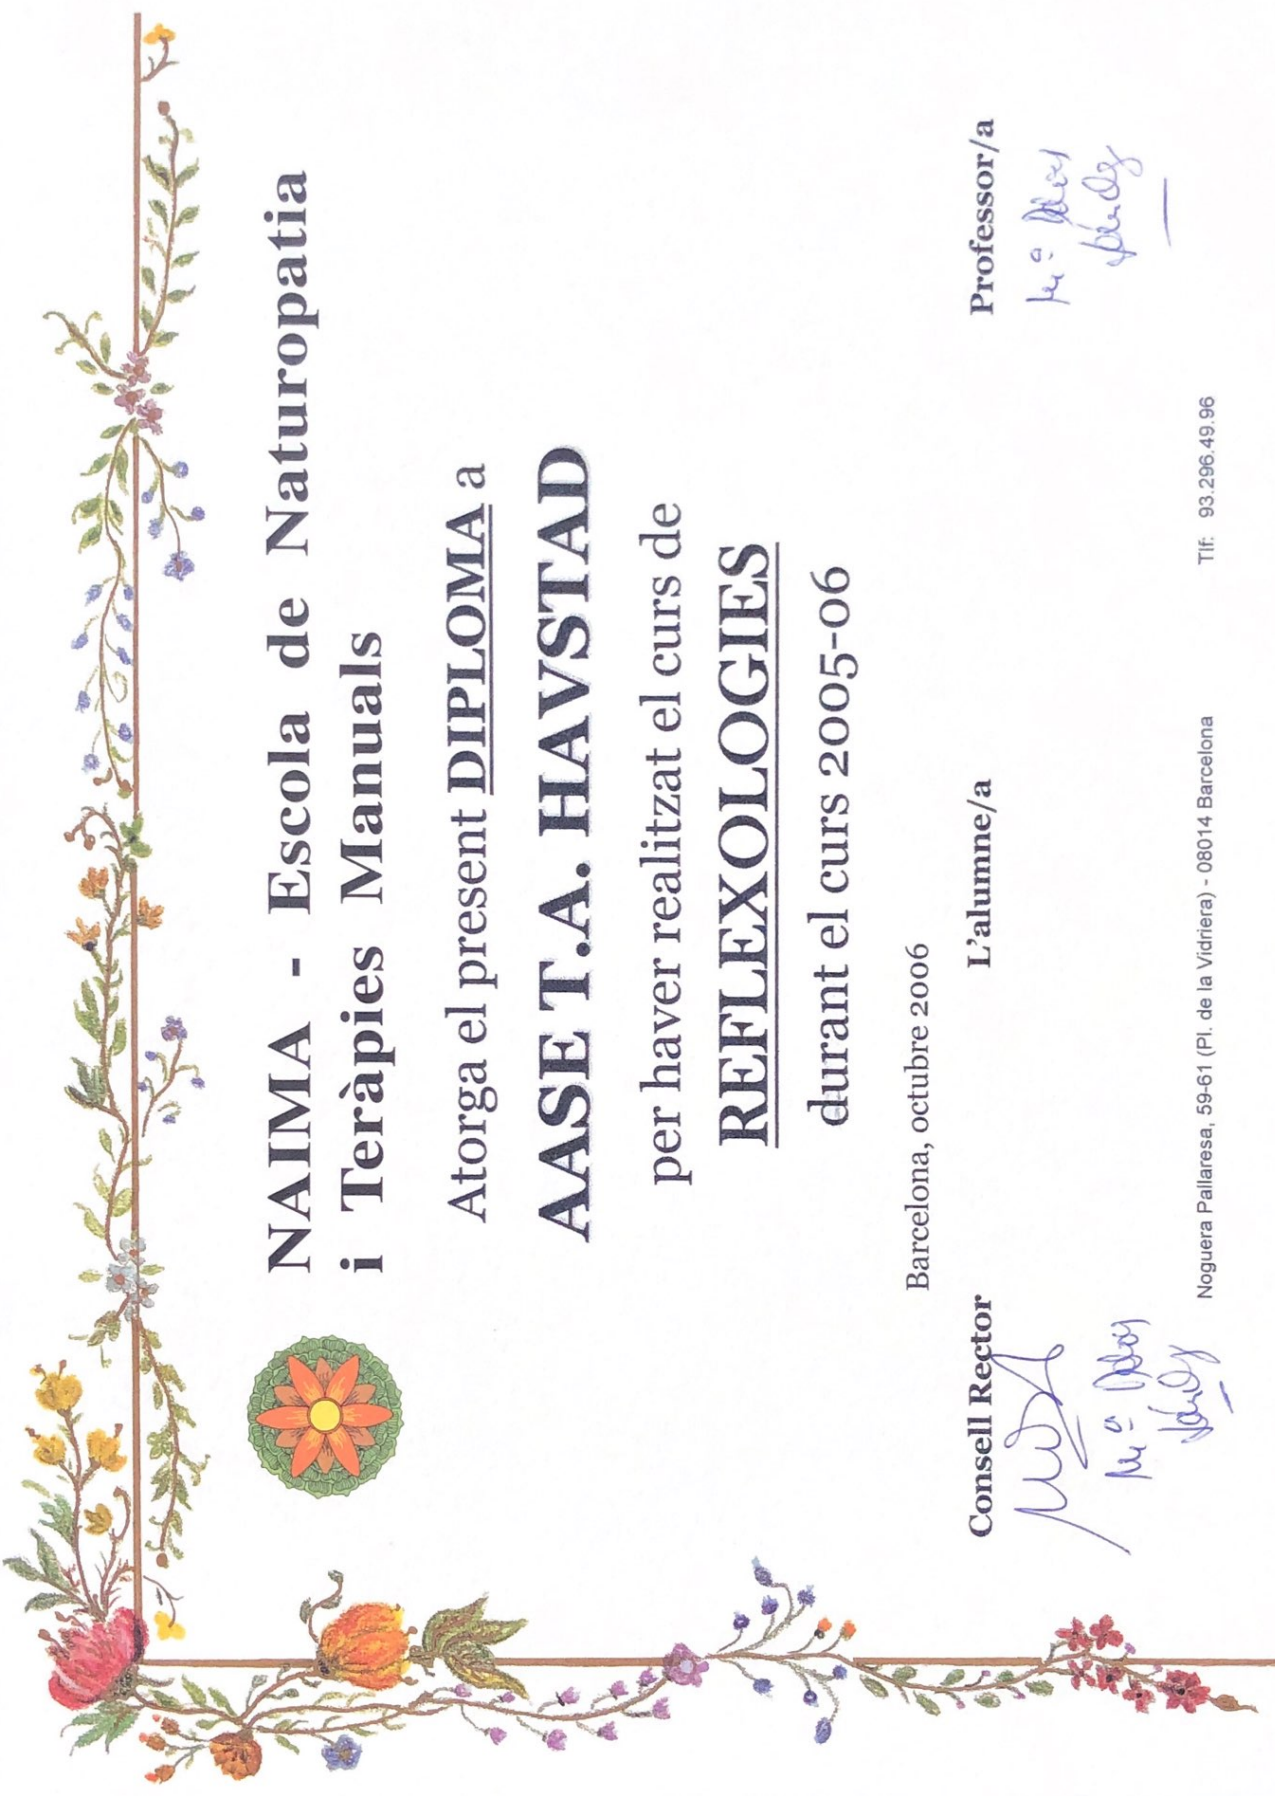 NAIMA - Escola de Naturopatia
i Teràpies Manuals
Atorga el present DIPLOMA a
AASE T.A. HAVSTAD
per haver realitzat el curs de
REFLEXOLOGIES
durant el curs 2005-06
Barcelona, octubre 2006
Consell Rector L'alumne/a Professor/a
Mª
Mª
Noguera Pallaresa, 59-61 (Pl. de la Vidriera) - 08014 Barcelona Tlf: 93.296.49.96